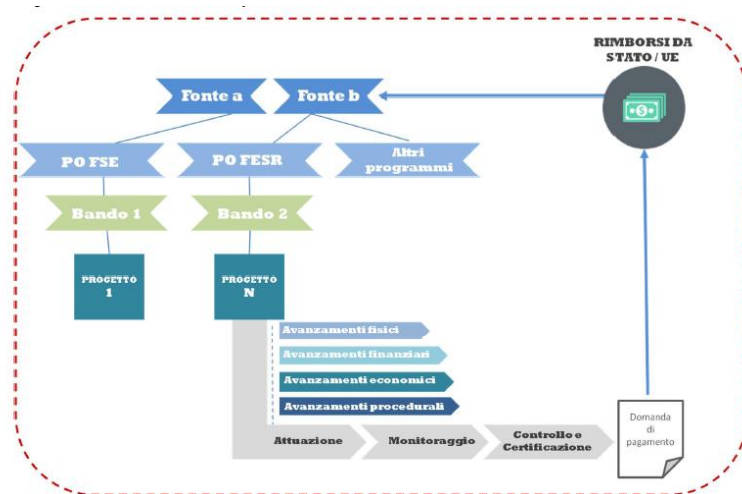 RIMBORSI DA
STATO / UE
Fonte a
Fonte b
PO FSE
PO FESR
Altri
programmi
Bando 1
Bando 2
PROGETTO
1
PROGETTO
N
Avanzamenti fisici
Avanzamenti finanziari
Avanzamenti economici
Avanzamenti procedurali
Attuazione
Monitoraggio
Controllo e
Certificazione
Domanda
di
pagamento